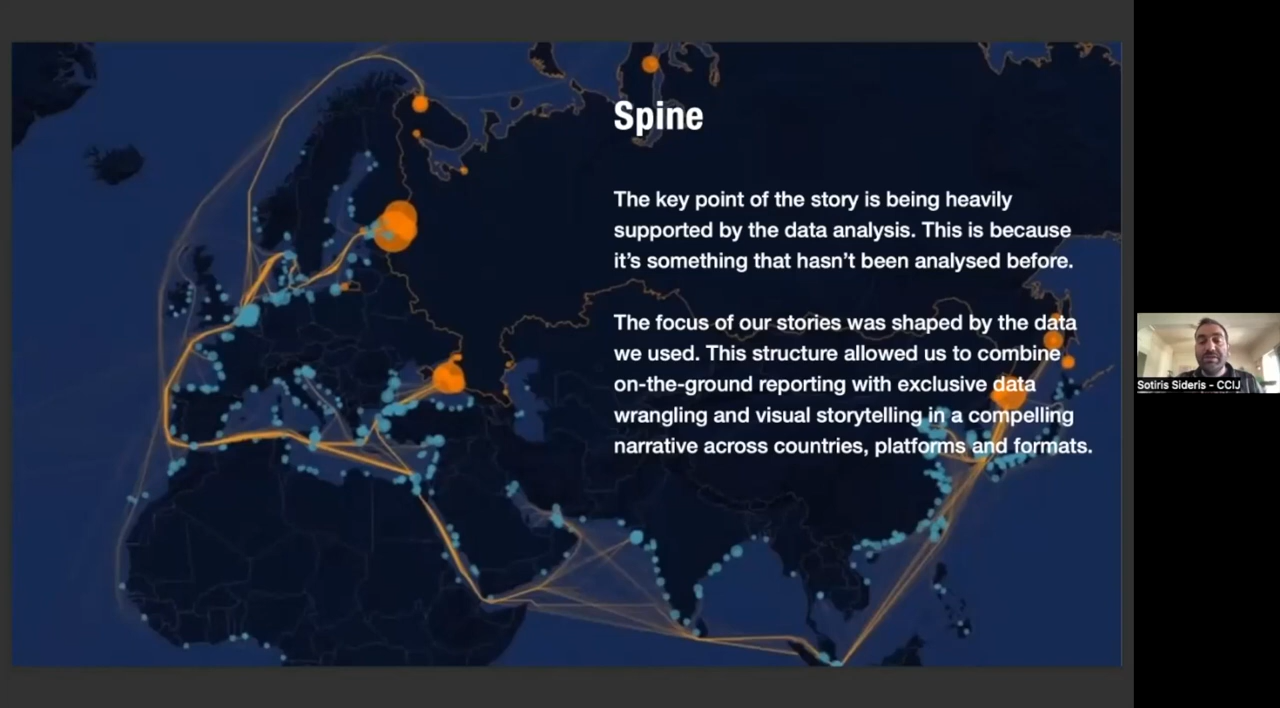 Spine
The key point of the story is being heavily
supported by the data analysis. This is because
it’s something that hasn’t been analysed before.
The focus of our stories was shaped by the data
we used. This structure allowed us to combine
on-the-ground reporting with exclusive data
wrangling and visual storytelling in a compelling
narrative across countries, platforms and formats.
Sotiris Sideris - CCIJ